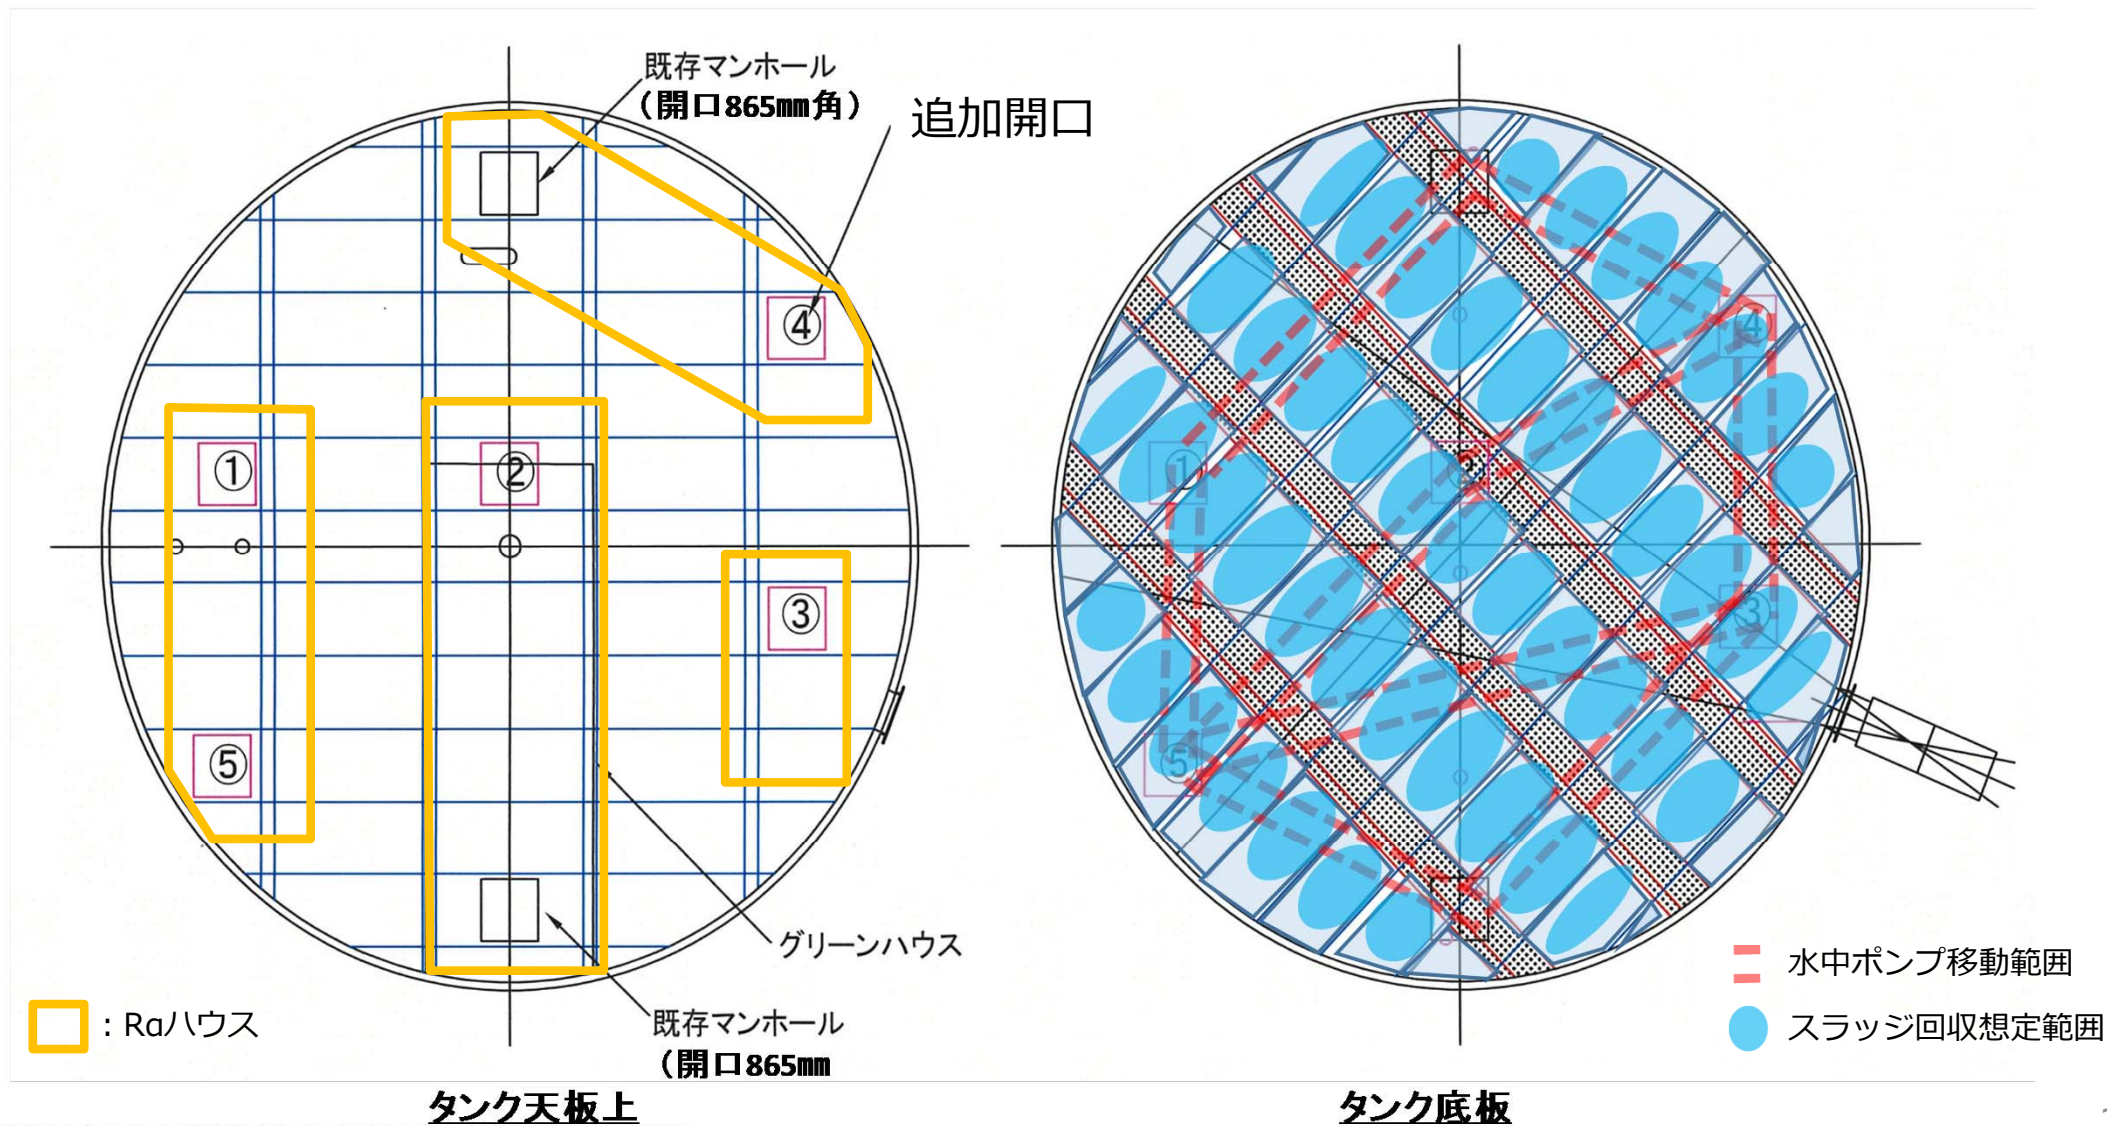 既存マンホール
（開口865mm角）
追加開口
④
①
②
③
⑤
グリーンハウス
既存マンホール
（開口865mm
：Rαハウス
タンク天板上
④
①
②
③
⑤
水中ポンプ移動範囲
スラッジ回収想定範囲
タンク底板